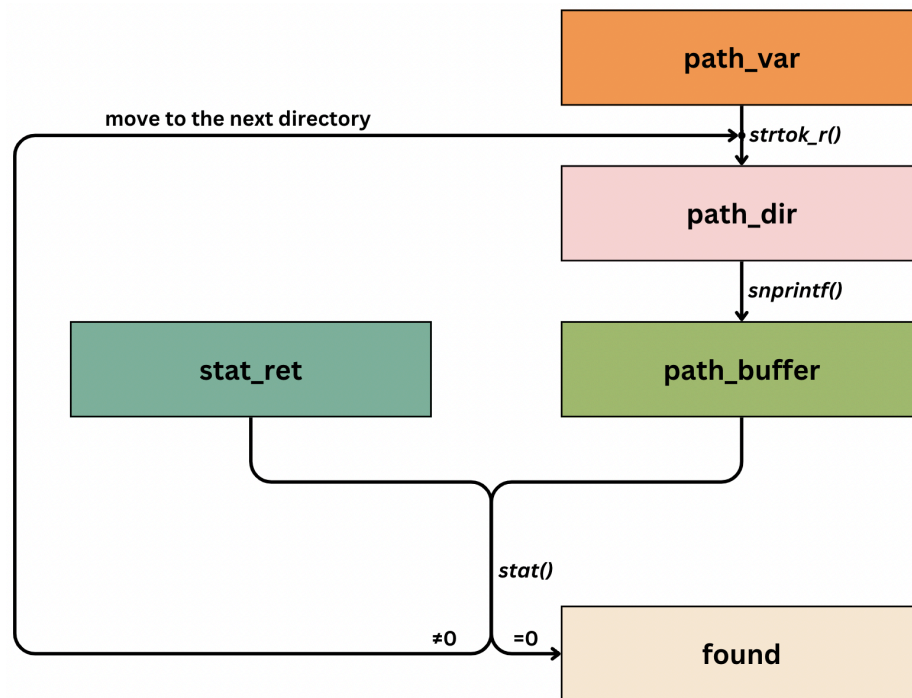 path_var
move to the next directory
strtok_r()
path_dir
snprintf()
stat_ret
path_buffer
stat()
≠0
=0
found